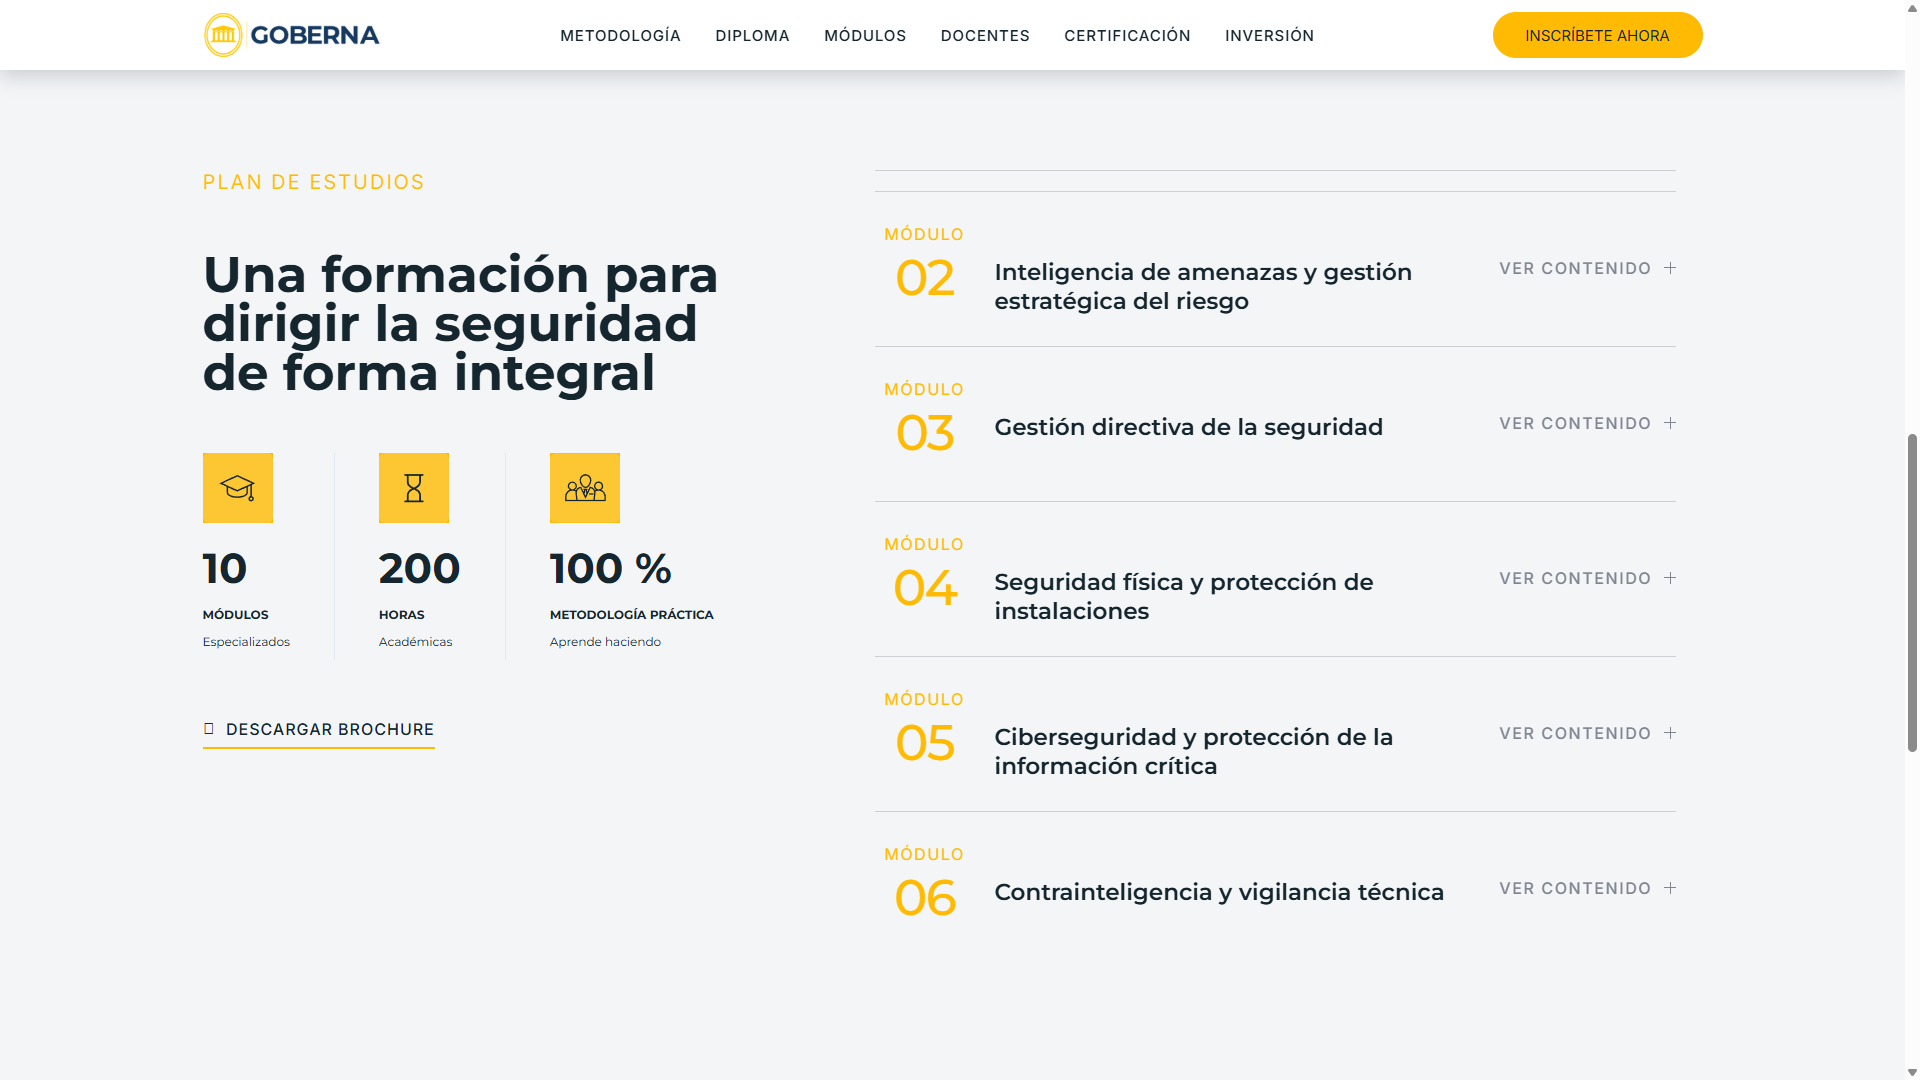 GOBERNA
METODOLOGÍA
DIPLOMA
MÓDULOS
DOCENTES
CERTIFICACIÓN
INVERSIÓN
INSCRÍBETE AHORA
PLAN DE ESTUDIOS
Una formación para
dirigir la seguridad
de forma integral
10
MÓDULOS
Especializados
200
HORAS
Académicas
100 %
METODOLOGÍA PRÁCTICA
Aprende haciendo
DESCARGAR BROCHURE
MÓDULO
02
Inteligencia de amenazas y gestión
estratégica del riesgo
VER CONTENIDO
MÓDULO
03
Gestión directiva de la seguridad
VER CONTENIDO
MÓDULO
04
Seguridad física y protección de
instalaciones
VER CONTENIDO
MÓDULO
05
Ciberseguridad y protección de la
información crítica
VER CONTENIDO
MÓDULO
06
Contrainteligencia y vigilancia técnica
VER CONTENIDO